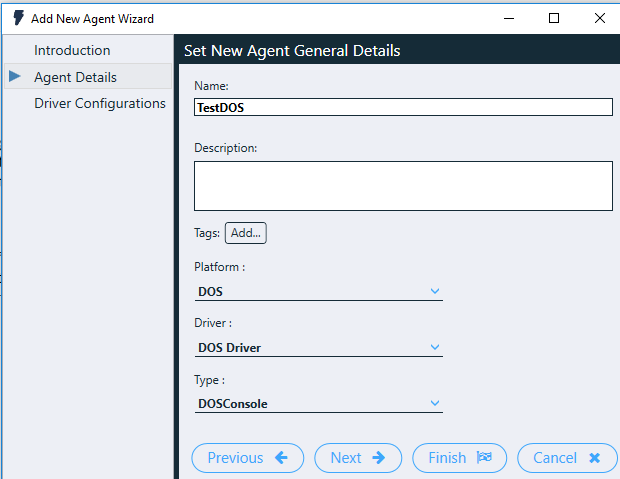 Add New Agent Wizard
Introduction
Agent Details
Driver Configurations
Set New Agent General Details
Name:
TestDOS
Description:
Tags: Add...
Platform :
DOS
Driver :
DOS Driver
Type :
DOSConsole
Previous Next Finish Cancel